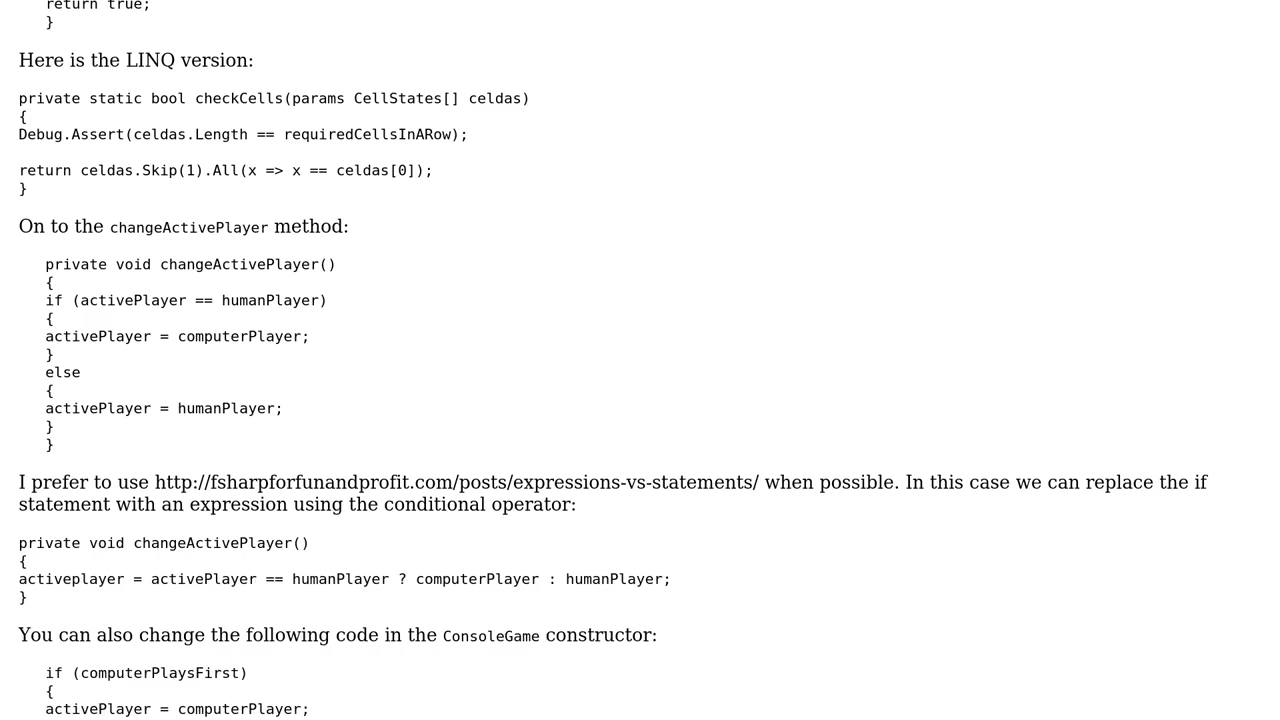 return true;
}
Here is the LINQ version:
private static bool checkCells(params CellStates[] celdas)
{
Debug.Assert(celdas.Length == requiredCellsInARow);
return celdas.Skip(1).All(x => x == celdas[0]);
}
On to the changeActivePlayer method:
private void changeActivePlayer()
{
if (activePlayer == humanPlayer)
{
activePlayer = computerPlayer;
}
else
{
activePlayer = humanPlayer;
}
}
I prefer to use http://fsharpforfunandprofit.com/posts/expressions-vs-statements/ when possible. In this case we can replace the if
statement with an expression using the conditional operator:
private void changeActivePlayer()
{
activeplayer = activePlayer == humanPlayer ? computerPlayer : humanPlayer;
}
You can also change the following code in the ConsoleGame constructor:
if (computerPlaysFirst)
{
activePlayer = computerPlayer;